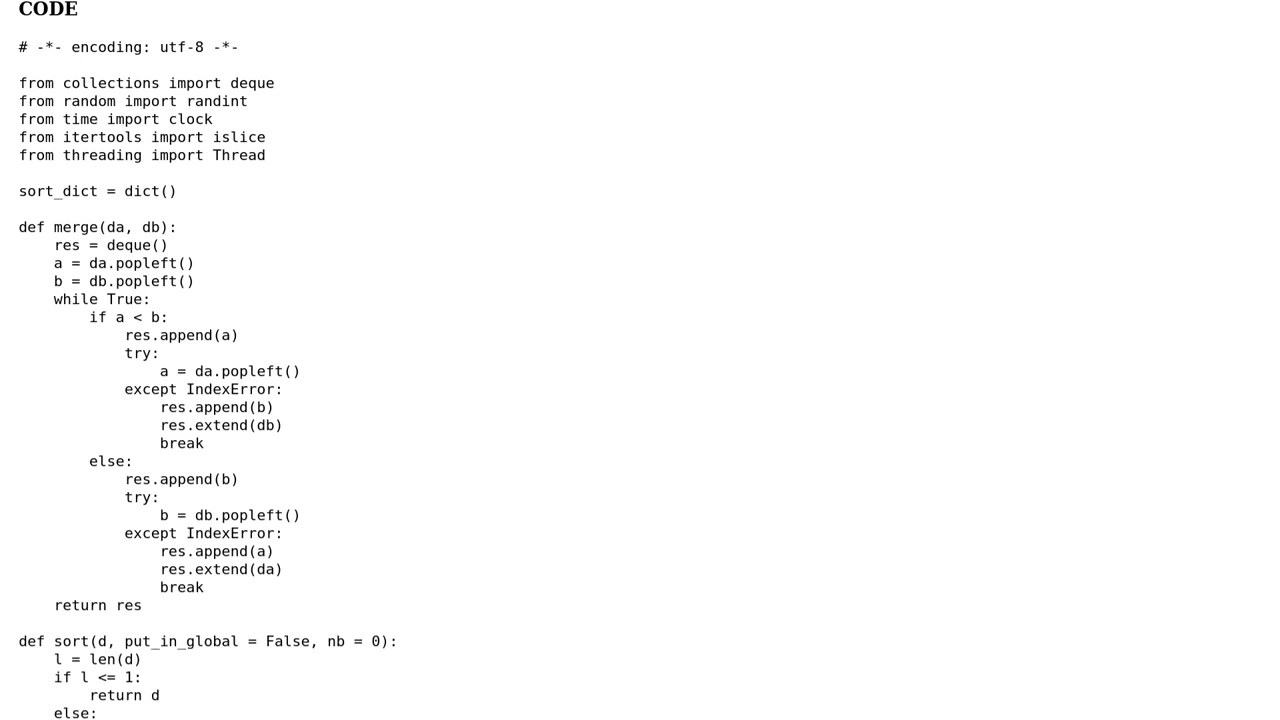 CODE
# -*- encoding: utf-8 -*-
from collections import deque
from random import randint
from time import clock
from itertools import islice
from threading import Thread
sort_dict = dict()
def merge(da, db):
    res = deque()
    a = da.popleft()
    b = db.popleft()
    while True:
        if a < b:
            res.append(a)
            try:
                a = da.popleft()
            except IndexError:
                res.append(b)
                res.extend(db)
                break
        else:
            res.append(b)
            try:
                b = db.popleft()
            except IndexError:
                res.append(a)
                res.extend(da)
                break
    return res
def sort(d, put_in_global = False, nb = 0):
    l = len(d)
    if l <= 1:
        return d
    else: